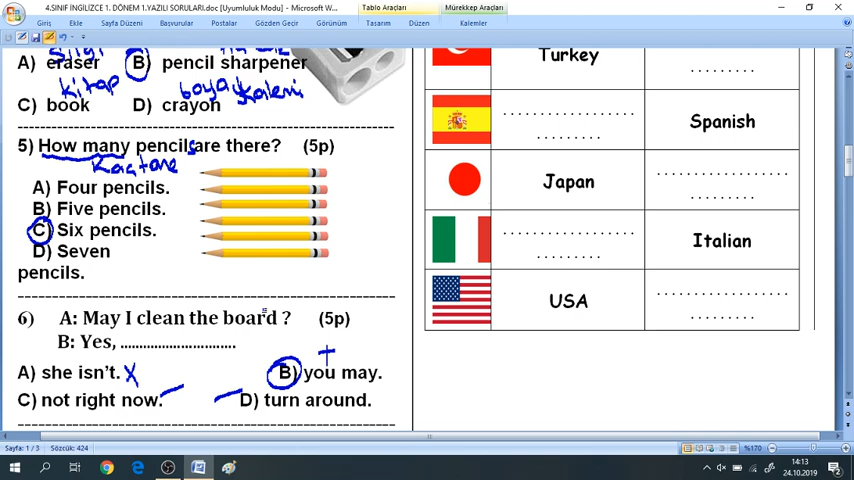 4.SINIF İNGİLİZCE 1. DÖNEM 1.YAZILI SORULARI.doc [Uyumluluk Modu] - Microsoft W...
Tablo Araçları
Mürekkep Araçları
Giriş
Ekle
Sayfa Düzeni
Başvurular
Postalar
Gözden Geçir
Görünüm
Tasarım
Düzen
Kalemler
silgi
A) eraser B) pencil sharpener
kitap boyalı kalemi
C) book D) crayon
5) How many pencils are there? (5p)
Kaç tane
A) Four pencils.
B) Five pencils.
C) Six pencils.
D) Seven
pencils.
6) A: May I clean the board ? (5p)
B: Yes, .............................
A) she isn't. X B) you may. +
C) not right now. – – D) turn around.
Turkey .........
.................. ......... Spanish
Japan .................. .........
.................. ......... Italian
USA .................. .........
Sayfa: 1 / 3
Sözcük: 424
%170
14:13
24.10.2019
2